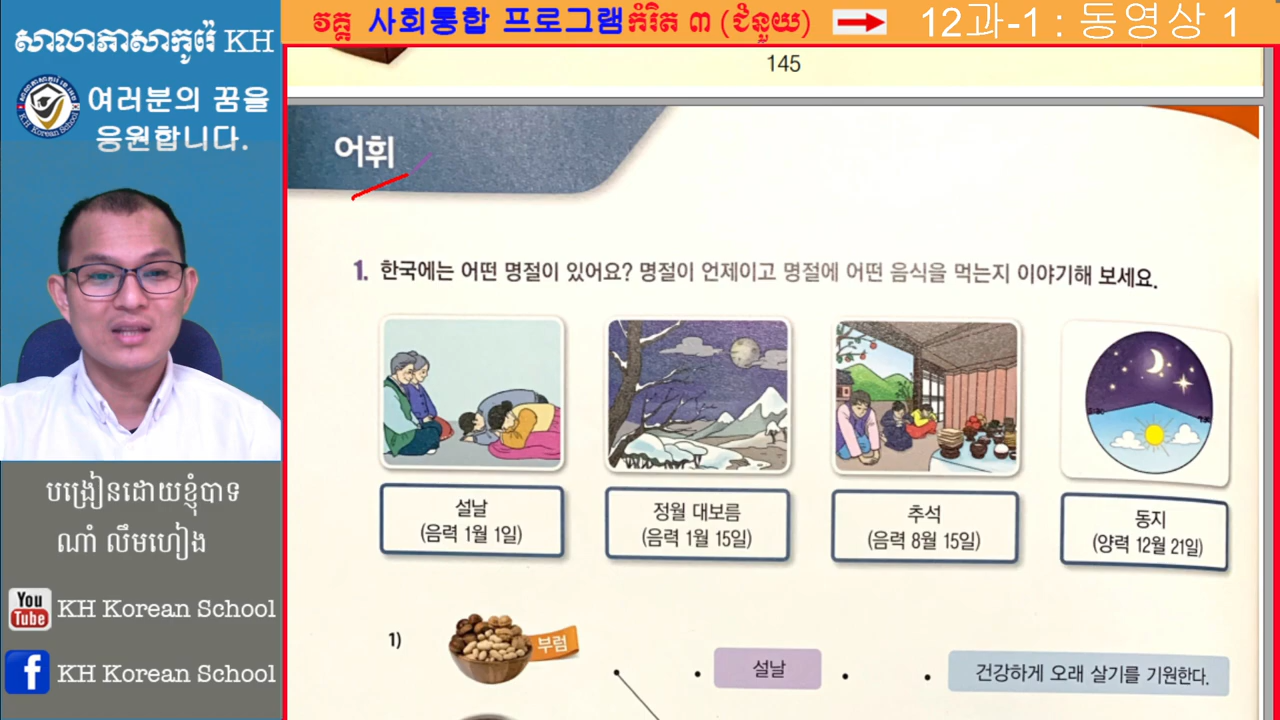 សាលាភាសាកូរ៉េ KH
여러분의 꿈을
응원합니다.
វគ្គ 사회통합 프로그램 កំរិត ៣ (ជំនួយ)
12과-1 : 동영상 1
145
어휘
1. 한국에는 어떤 명절이 있어요? 명절이 언제이고 명절에 어떤 음식을 먹는지 이야기해 보세요.
설날
(음력 1월 1일)
정월 대보름
(음력 1월 15일)
추석
(음력 8월 15일)
동지
(양력 12월 21일)
1)
부럼
설날
건강하게 오래 살기를 기원한다.
បង្រៀនដោយខ្ញុំបាទ
ណាំ លឹមហៀង
You
Tube
KH Korean School
f
KH Korean School